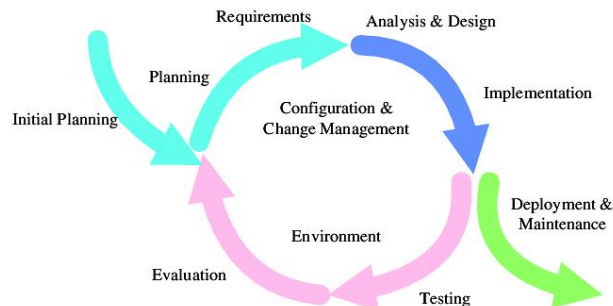 Requirements
Analysis & Design
Planning
Implementation
Initial Planning
Configuration &
Change Management
Deployment &
Maintenance
Environment
Evaluation
Testing